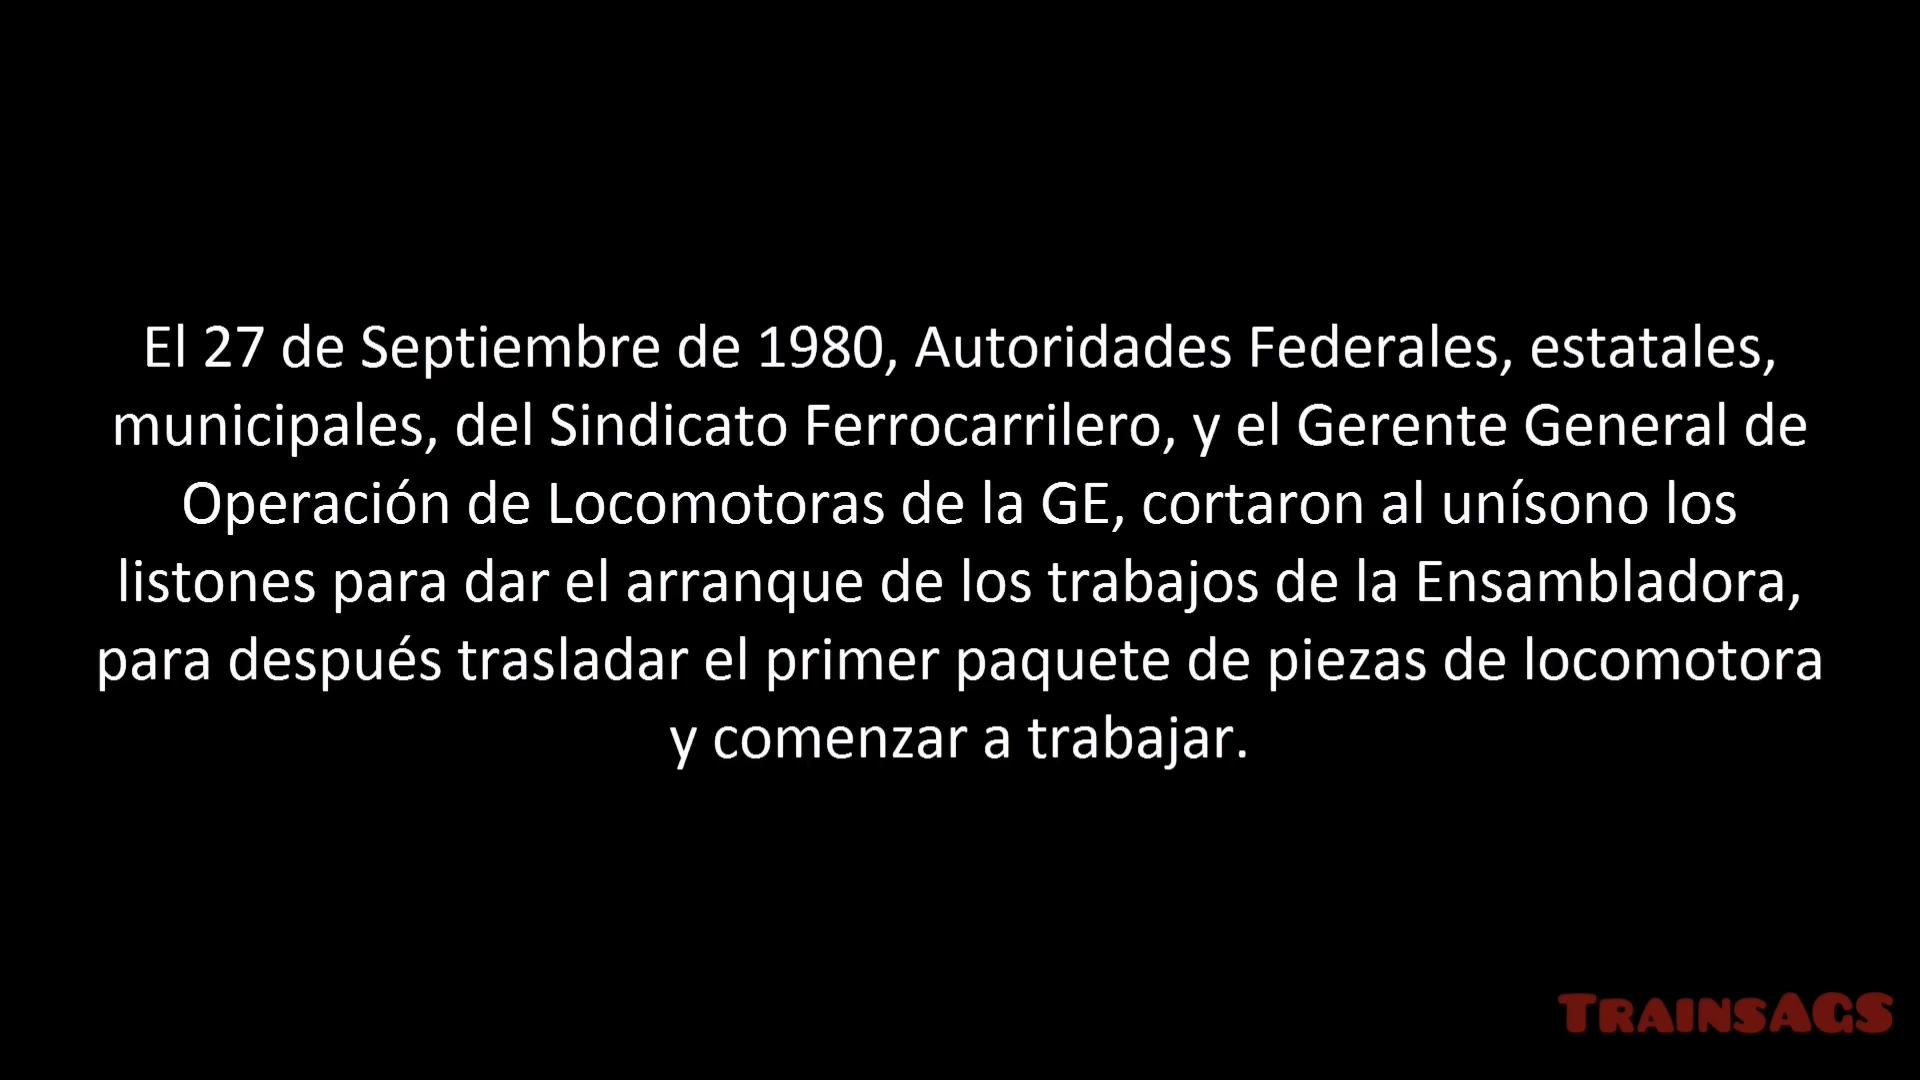 El 27 de Septiembre de 1980, Autoridades Federales, estatales,
municipales, del Sindicato Ferrocarrilero, y el Gerente General de
Operación de Locomotoras de la GE, cortaron al unísono los
listones para dar el arranque de los trabajos de la Ensambladora,
para después trasladar el primer paquete de piezas de locomotora
y comenzar a trabajar.
TrainsAGS